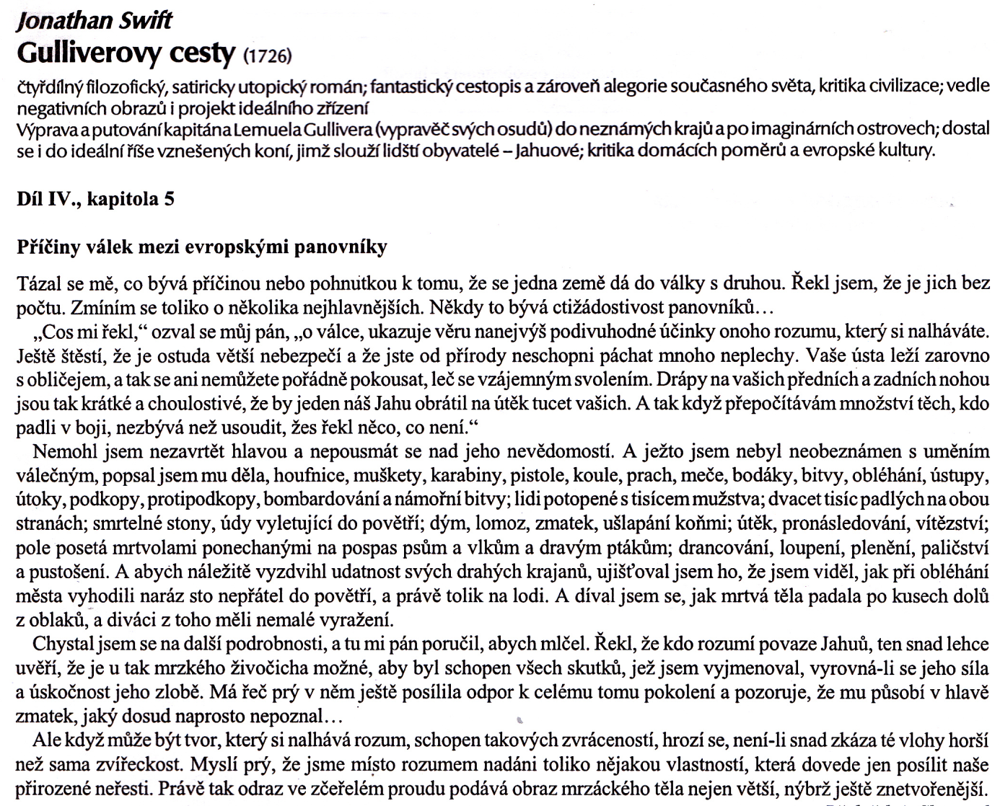 Jonathan Swift
Gulliverovy cesty (1726)
čtyřdílný filozofický, satiricky utopický román; fantastický cestopis a zároveň alegorie současného světa, kritika civilizace; vedle
negativních obrazů i projekt ideálního zřízení
Výprava a putování kapitána Lemuela Gullivera (vypravěč svých osudů) do neznámých krajů a po imaginárních ostrovech; dostal
se i do ideální říše vznešených koní, jimž slouží lidští obyvatelé – Jahuové; kritika domácích poměrů a evropské kultury.
Díl IV., kapitola 5
Příčiny válek mezi evropskými panovníky
Tázal se mě, co bývá příčinou nebo pohnutkou k tomu, že se jedna země dá do války s druhou. Řekl jsem, že je jich bez
počtu. Zmíním se toliko o několika nejhlavnějších. Někdy to bývá ctižádostivost panovníků…
„Cos mi řekl,“ ozval se můj pán, „o válce, ukazuje věru nanejvýš podivuhodné účinky onoho rozumu, který si nalháváte.
Ještě štěstí, že je ostuda větší nebezpečí a že jste od přírody neschopni páchat mnoho neplechy. Vaše ústa leží zarovno
s obličejem, a tak se ani nemůžete pořádně pokousat, leč se vzájemným svolením. Drápy na vašich předních a zadních nohou
jsou tak krátké a choulostivé, že by jeden náš Jahu obrátil na útěk tucet vašich. A tak když přepočítávám množství těch, kdo
padli v boji, nezbývá než usoudit, žes řekl něco, co není.“
Nemohl jsem nezavrtět hlavou a nepousmát se nad jeho nevědomostí. A ježto jsem nebyl neobeznámen s uměním
válečným, popsal jsem mu děla, houfnice, muškety, karabiny, pistole, koule, prach, meče, bodáky, bitvy, obléhání, ústupy,
útoky, podkopy, protipodkopy, bombardování a námořní bitvy; lidi potopené s tisícem mužstva; dvacet tisíc padlých na obou
stranách; smrtelné stony, údy vyletující do povětří; dým, lomoz, zmatek, ušlapání koňmi; útěk, pronásledování, vítězství;
pole posetá mrtvolami ponechanými na pospas psům a vlkům a dravým ptákům; drancování, loupení, plenění, paličství
a pustošení. A abych náležitě vyzdvihl udatnost svých drahých krajanů, ujišťoval jsem ho, že jsem viděl, jak při obléhání
města vyhodili naráz sto nepřátel do povětří, a právě tolik na lodi. A díval jsem se, jak mrtvá těla padala po kusech dolů
z oblaků, a diváci z toho měli nemalé vyražení.
Chystal jsem se na další podrobnosti, a tu mi pán poručil, abych mlčel. Řekl, že kdo rozumí povaze Jahuů, ten snad lehce
uvěří, že je u tak mrzkého živočicha možné, aby byl schopen všech skutků, jež jsem vyjmenoval, vyrovná-li se jeho síla
a úskočnost jeho zlobě. Má řeč prý v něm ještě posílila odpor k celému tomu pokolení a pozoruje, že mu působí v hlavě
zmatek, jaký dosud naprosto nepoznal…
Ale když může být tvor, který si nalhává rozum, schopen takových zvráceností, hrozí se, není-li snad zkáza té vlohy horší
než sama zvířeckost. Myslí prý, že jsme místo rozumem nadáni toliko nějakou vlastností, která dovede jen posílit naše
přirozené neřesti. Právě tak odraz ve zčeřelém proudu podává obraz mrzáckého těla nejen větší, nýbrž ještě znetvořenější.